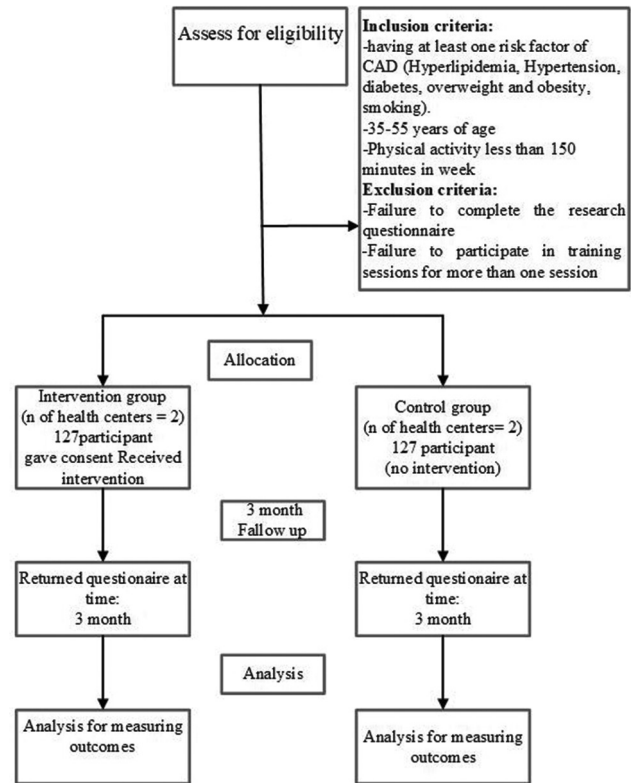 Assess for eligibility
Inclusion criteria:
-having at least one risk factor of
CAD (Hyperlipidemia, Hypertension,
diabetes, overweight and obesity,
smoking).
-35-55 years of age
-Physical activity less than 150
minutes in week
Exclusion criteria:
-Failure to complete the research
questionnaire
-Failure to participate in training
sessions for more than one session
Allocation
Intervention group
(n of health centers = 2)
127participant
gave consent Received
intervention
Control group
(n of health centers= 2)
127 participant
(no intervention)
3 month
Fallow up
Returned questionaire at
time:
3 month
Returned questionaire at
time:
3 month
Analysis
Analysis for measuring
outcomes
Analysis for measuring
outcomes